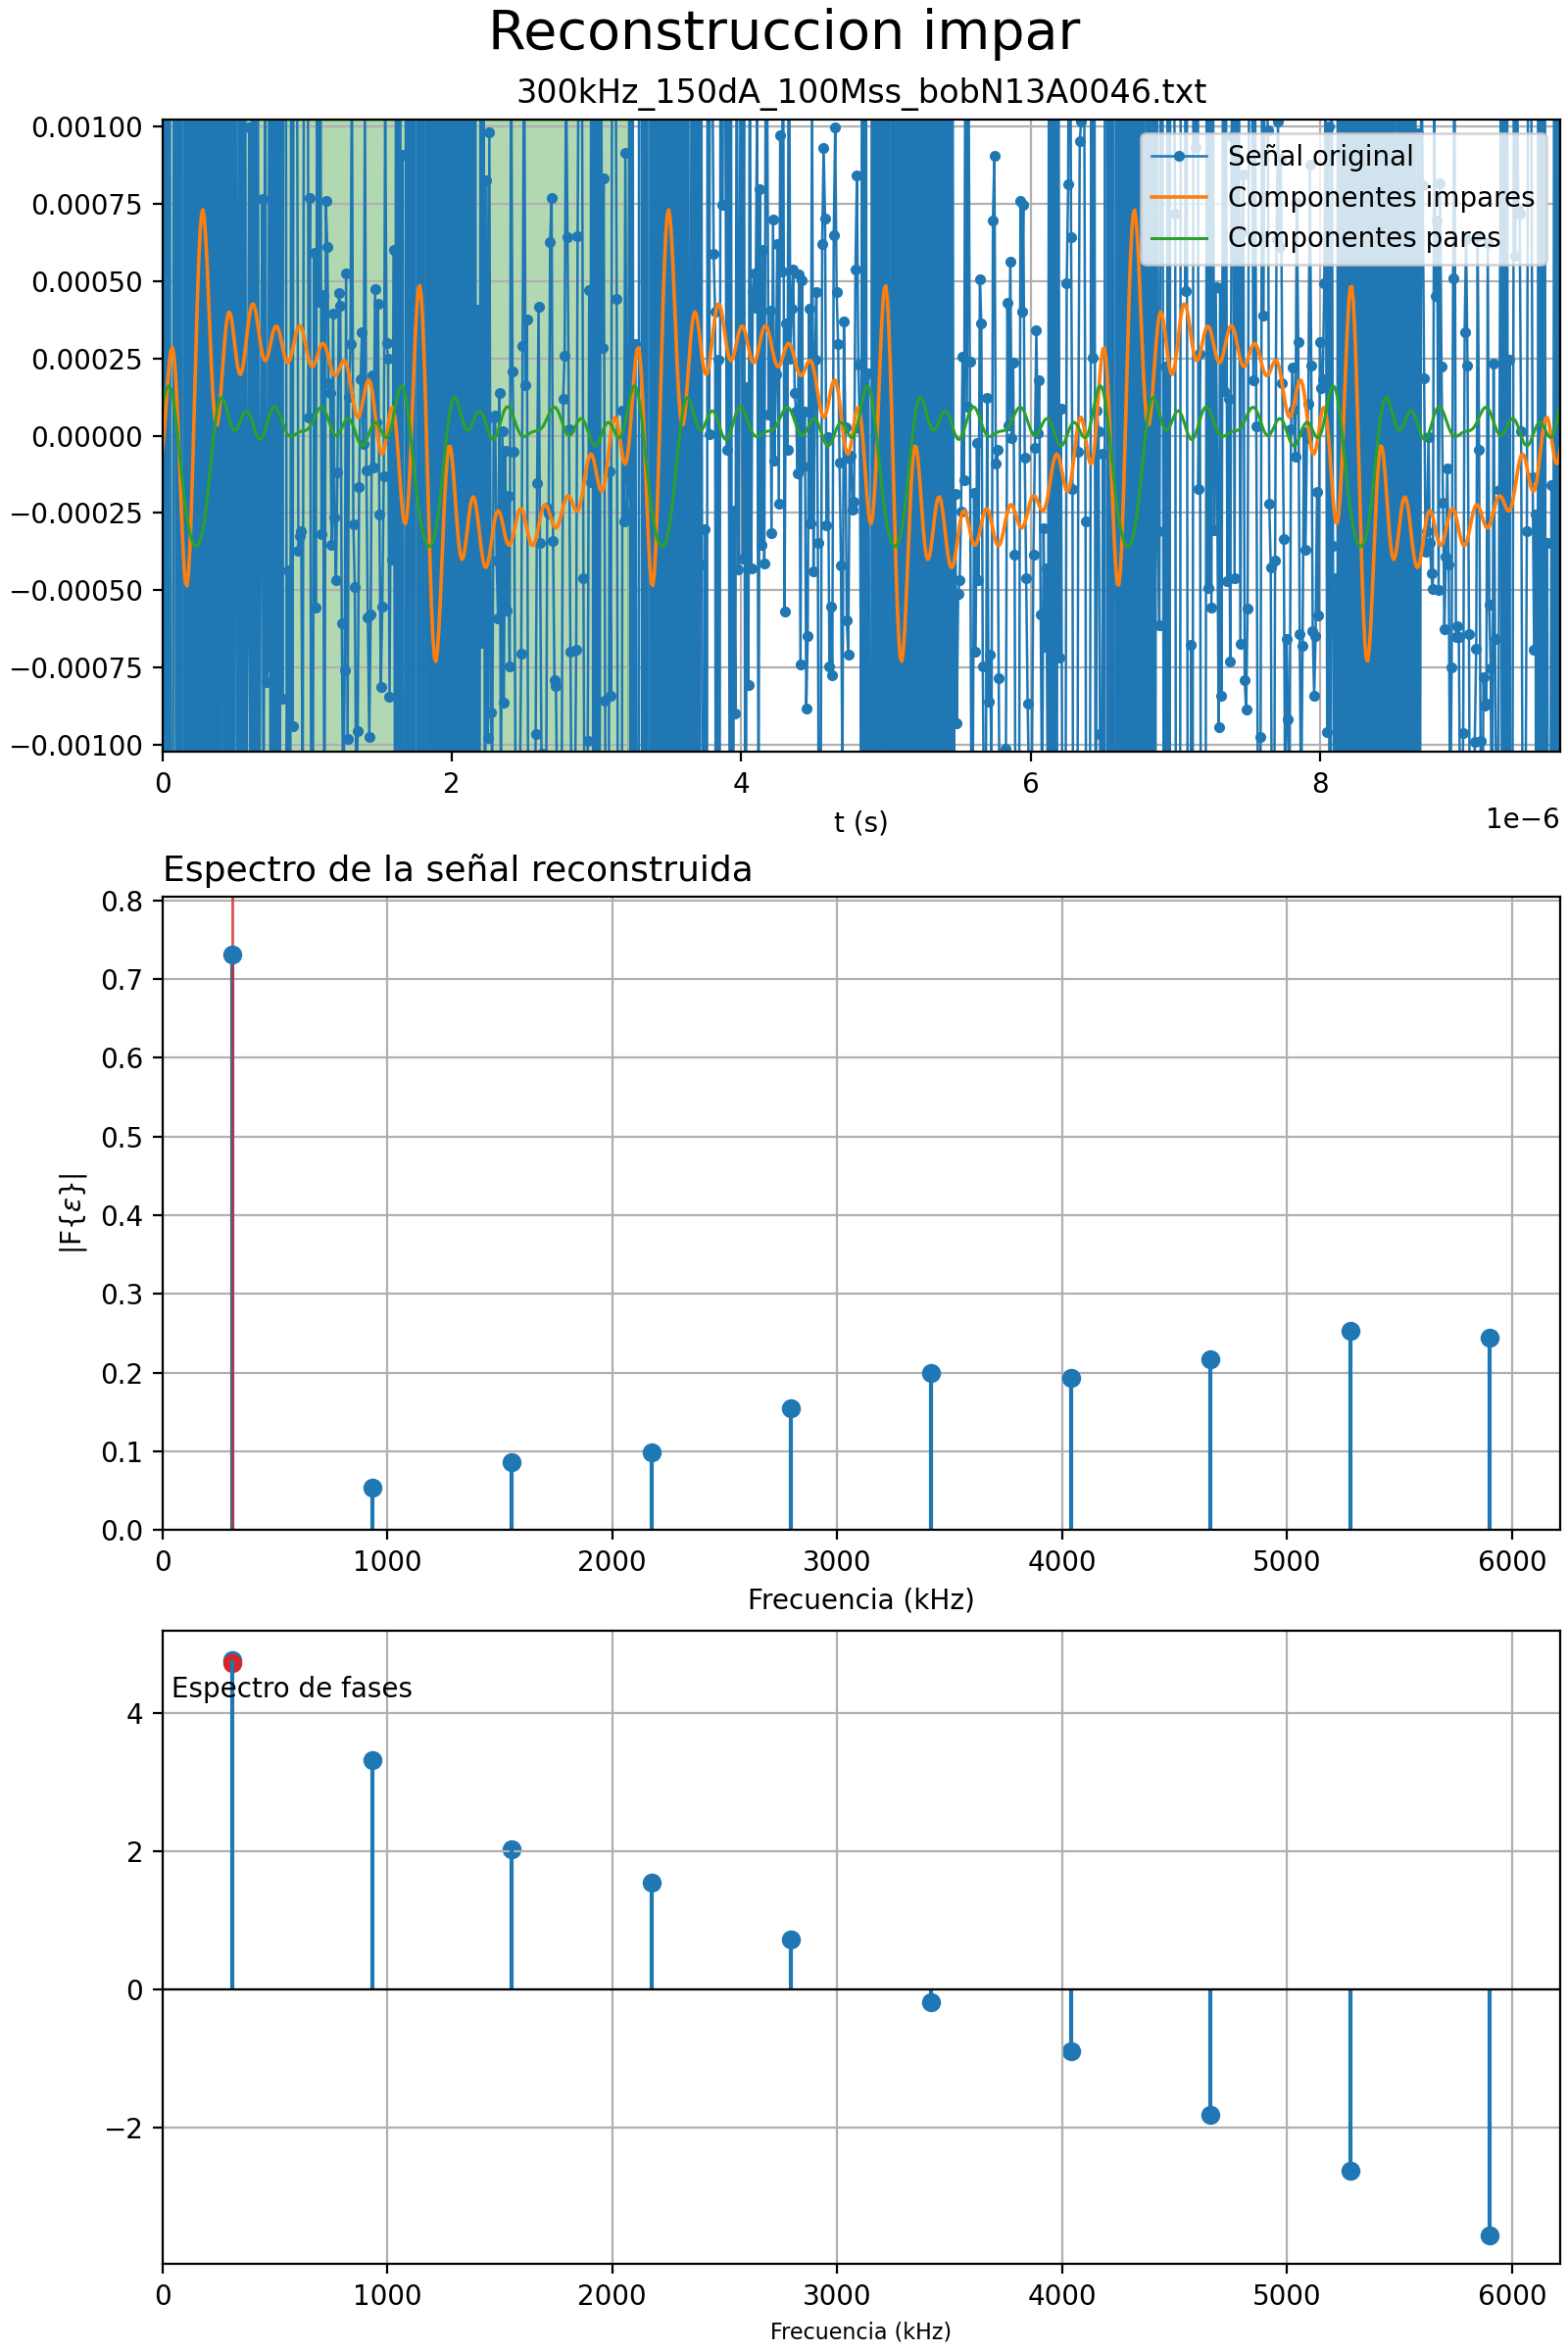 Reconstruccion impar
300kHz_150dA_100Mss_bobN13A0046.txt
0.00100
0.00075
0.00050
0.00025
0.00000
−0.00025
−0.00050
−0.00075
−0.00100
Señal original
Componentes impares
Componentes pares
0 2 4 6 8
1e−6
t (s)
Espectro de la señal reconstruida
0.8
0.7
0.6
0.5
0.4
0.3
0.2
0.1
0.0
|F{ε}|
0 1000 2000 3000 4000 5000 6000
Frecuencia (kHz)
Espectro de fases
4
2
0
−2
0 1000 2000 3000 4000 5000 6000
Frecuencia (kHz)